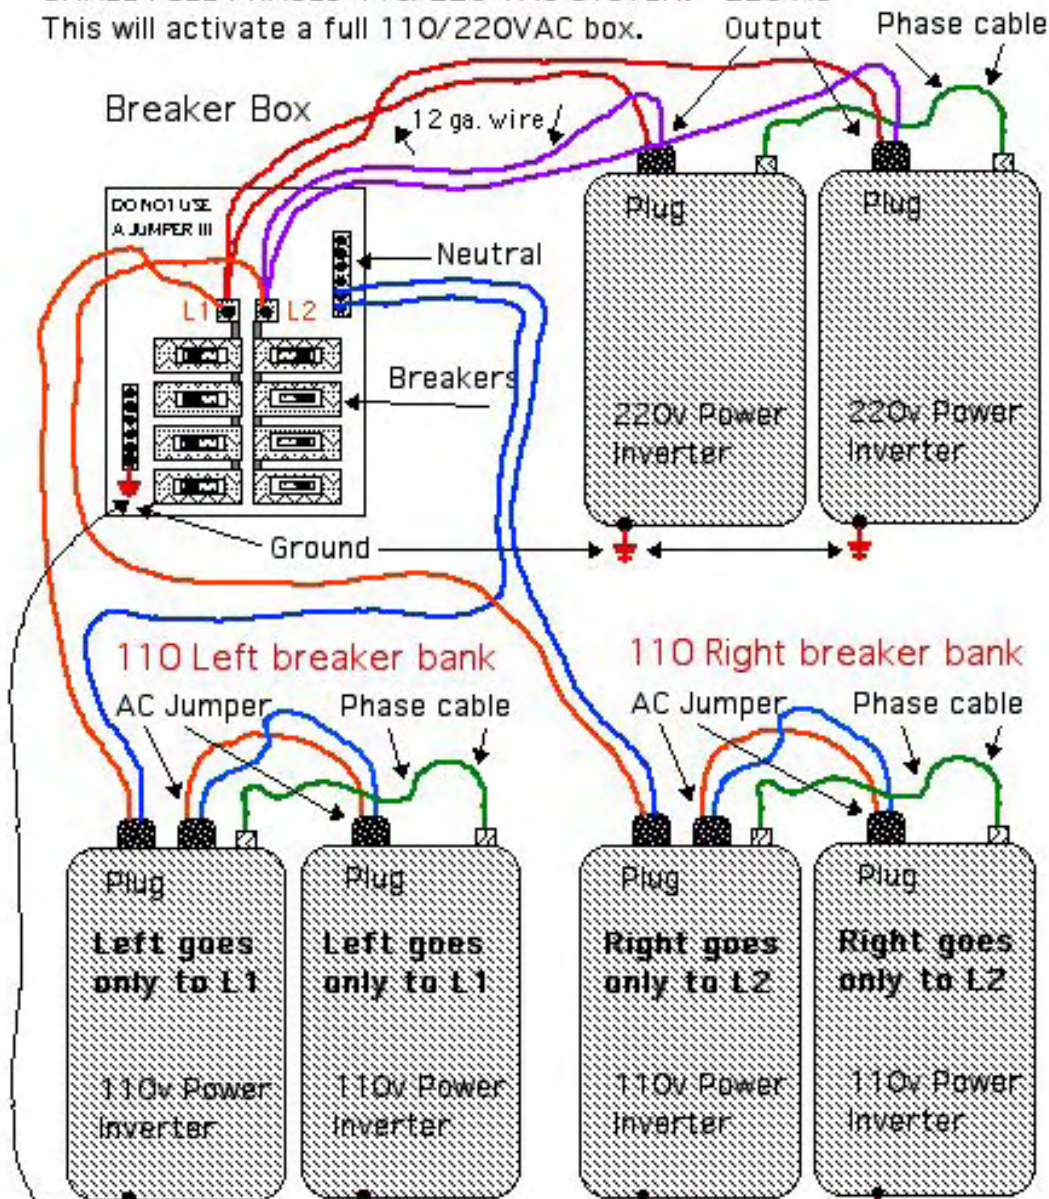 This will activate a full 110/220VAC box.
Output
Phase cable
Breaker Box
12 ga. wire
DO NOT USE
A JUMPER !!!
Plug
Plug
Neutral
L1
L2
Breakers
220v Power
Inverter
220v Power
Inverter
Ground
110 Left breaker bank
110 Right breaker bank
AC Jumper
Phase cable
AC Jumper
Phase cable
Plug
Plug
Plug
Plug
Left goes
only to L1
Left goes
only to L1
Right goes
only to L2
Right goes
only to L2
110v Power
Inverter
110v Power
Inverter
110v Power
Inverter
110v Power
Inverter